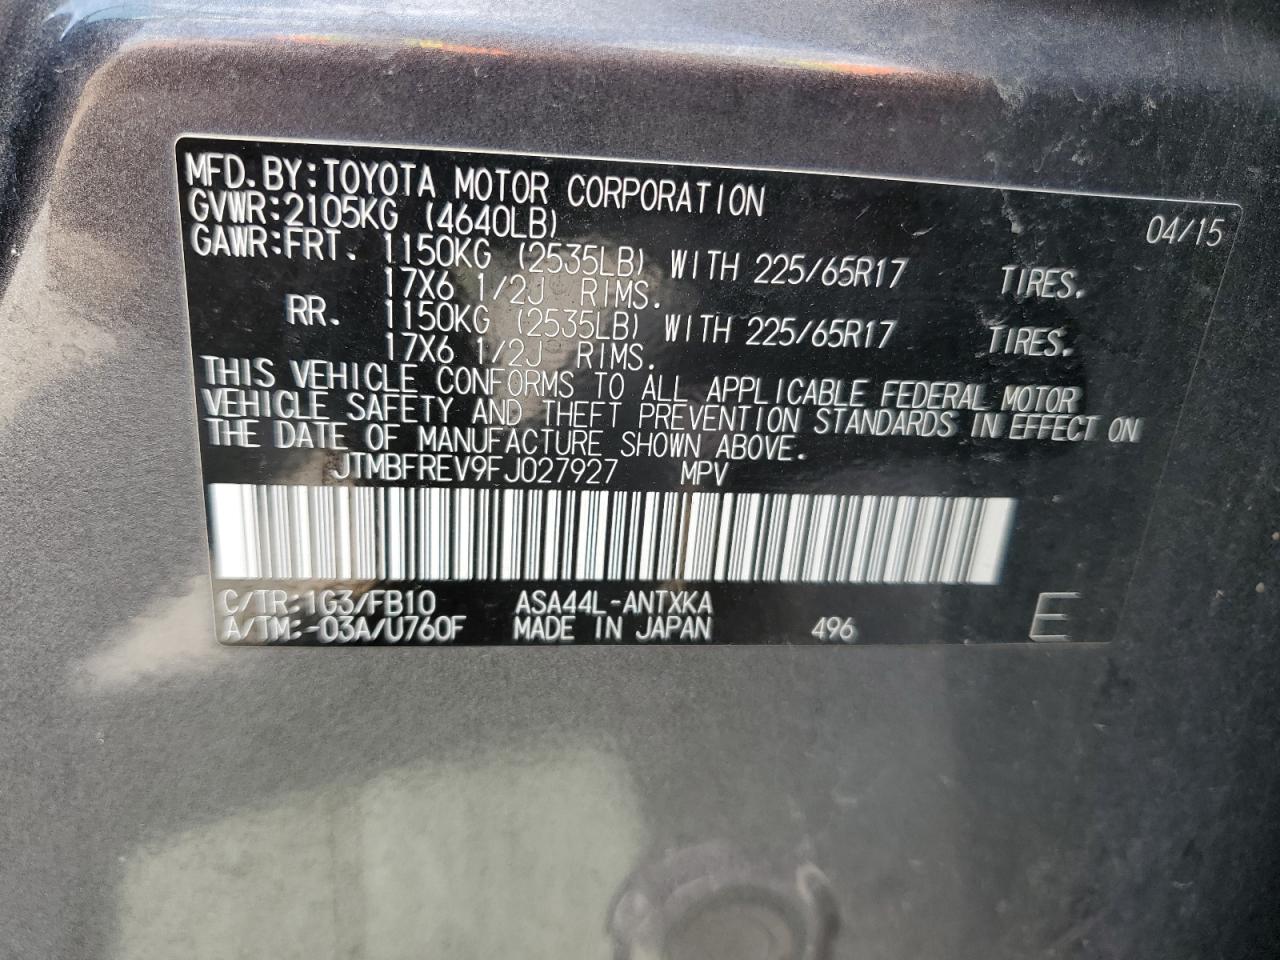 MFD. BY:TOYOTA MOTOR CORPORATION 04/15
GVWR:2105KG (4640LB)
GAWR:FRT. 1150KG (2535LB) WITH 225/65R17 TIRES.
17X6 1/2J RIMS.
RR. 1150KG (2535LB) WITH 225/65R17 TIRES.
17X6 1/2J RIMS.
THIS VEHICLE CONFORMS TO ALL APPLICABLE FEDERAL MOTOR
VEHICLE SAFETY AND THEFT PREVENTION STANDARDS IN EFFECT ON
THE DATE OF MANUFACTURE SHOWN ABOVE.
JTMBFREV9FJ027927 MPV
C/TR:1G3/FB10 ASA44L-ANTXKA
A/TM:-03A/U760F MADE IN JAPAN 496 E